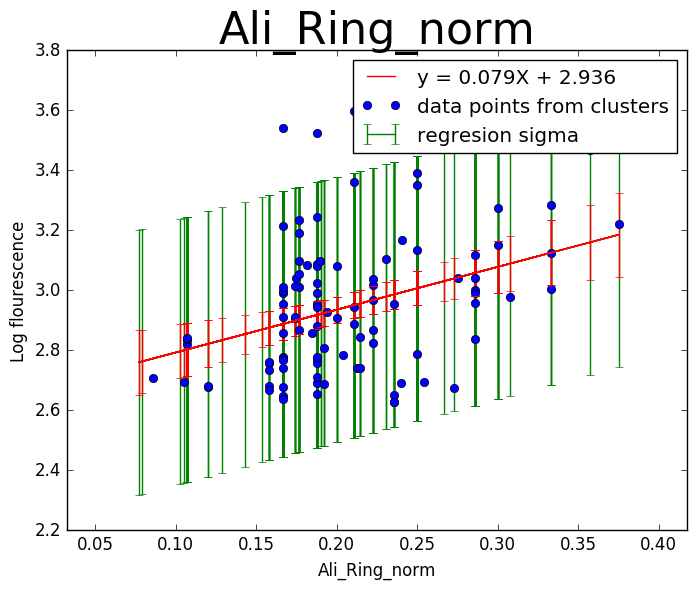 Ali_Ring_norm
y = 0.079X + 2.936
data points from clusters
regresion sigma
Log flourescence
3.8
3.6
3.4
3.2
3.0
2.8
2.6
2.4
2.2
0.05 0.10 0.15 0.20 0.25 0.30 0.35 0.40
Ali_Ring_norm